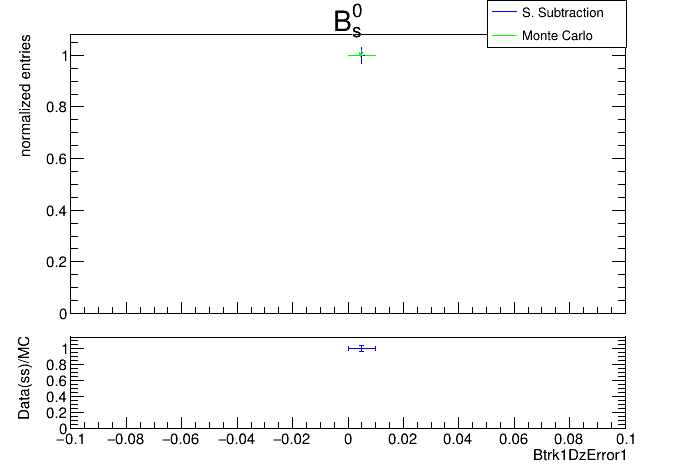 B⁰ₛ
S. Subtraction
Monte Carlo
normalized entries
1
0.8
0.6
0.4
0.2
0
Data(ss)/MC
1
0.8
0.6
0.4
0.2
0
−0.1 −0.08 −0.06 −0.04 −0.02 0 0.02 0.04 0.06 0.08 0.1
Btrk1DzError1